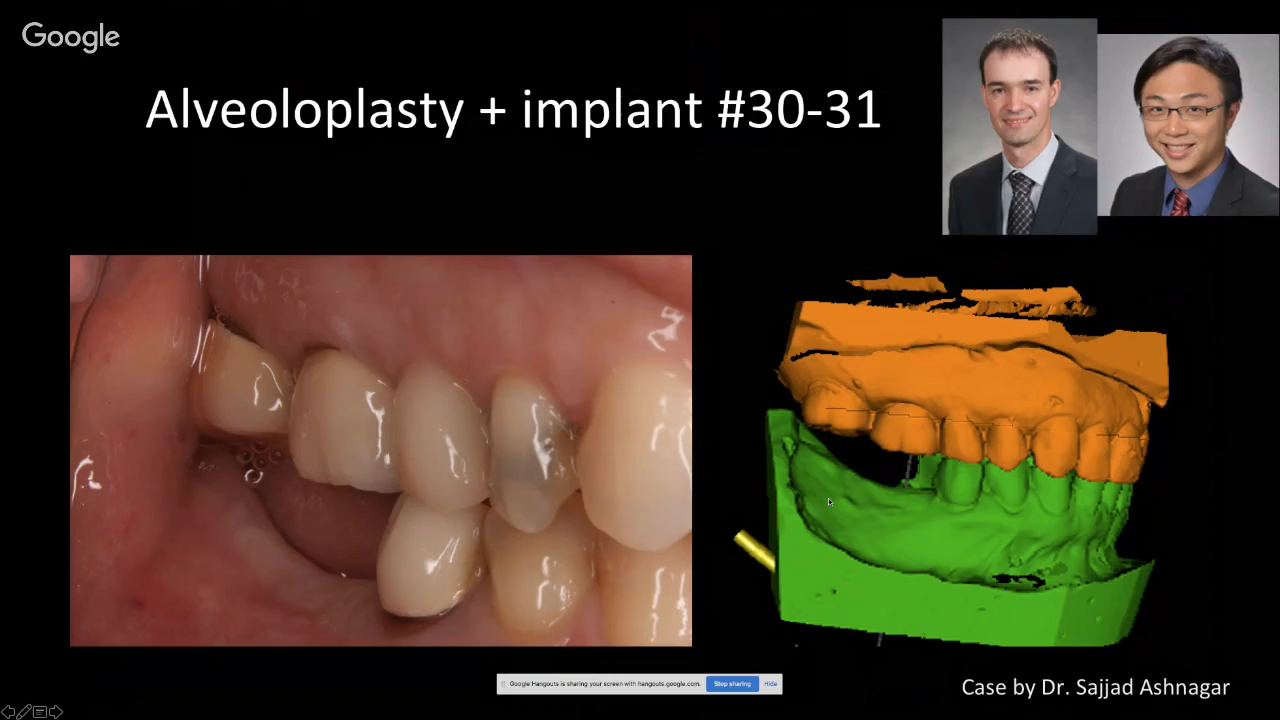 Google
Alveoloplasty + implant #30-31
Google Hangouts is sharing your screen with hangouts.google.com.
Stop sharing
Hide
Case by Dr. Sajjad Ashnagar